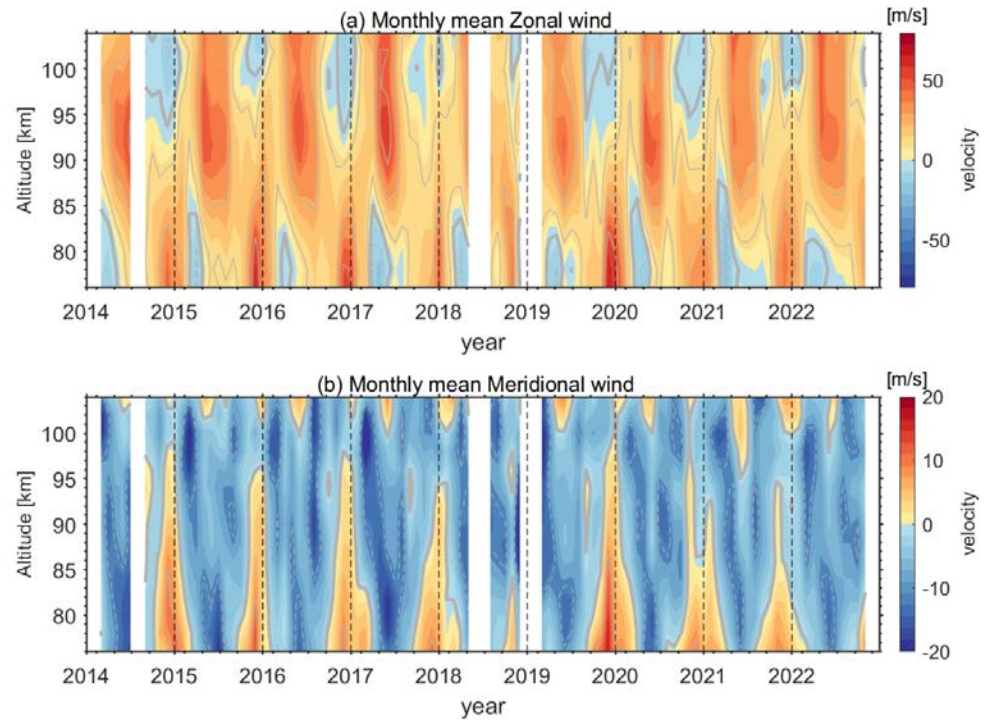 (a) Monthly mean Zonal wind
[m/s]
Altitude [km]
100
95
90
85
80
2014 2015 2016 2017 2018 2019 2020 2021 2022
year
50
0
-50
velocity
(b) Monthly mean Meridional wind
[m/s]
Altitude [km]
100
95
90
85
80
2014 2015 2016 2017 2018 2019 2020 2021 2022
year
20
10
0
-10
-20
velocity